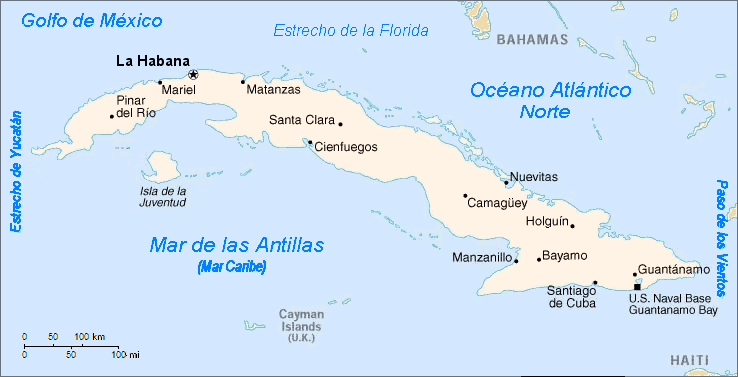 Golfo de México
Estrecho de la Florida
BAHAMAS
La Habana
Océano Atlántico
Norte
Mariel
Matanzas
Pinar
del Río
Santa Clara
Cienfuegos
Estrecho de Yucatán
Isla de la
Juventud
Nuevitas
Camagüey
Holguín
Paso de los Vientos
Mar de las Antillas
(Mar Caribe)
Manzanillo
Bayamo
Guantánamo
Santiago
de Cuba
U.S. Naval Base
Guantanamo Bay
Cayman
Islands
(U.K.)
0 50 100 km
0 50 100 mi
HAITI